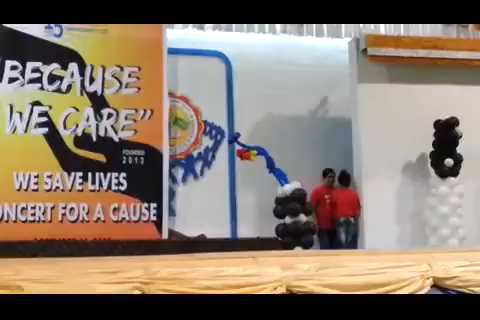 "BECAUSE
WE CARE"
FOUNDED
2013
WE SAVE LIVES
CONCERT FOR A CAUSE